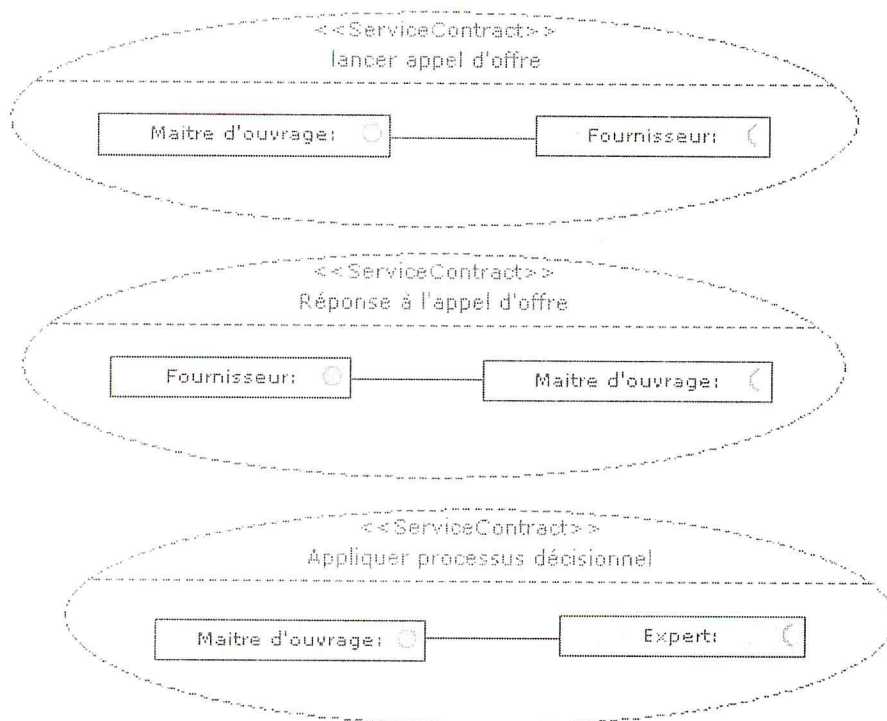 <<ServiceContract>>
lancer appel d'offre
Maitre d'ouvrage: Fournisseur:
<<ServiceContract>>
Réponse à l'appel d'offre
Fournisseur: Maitre d'ouvrage:
<<ServiceContract>>
Appliquer processus décisionnel
Maitre d'ouvrage: Expert: